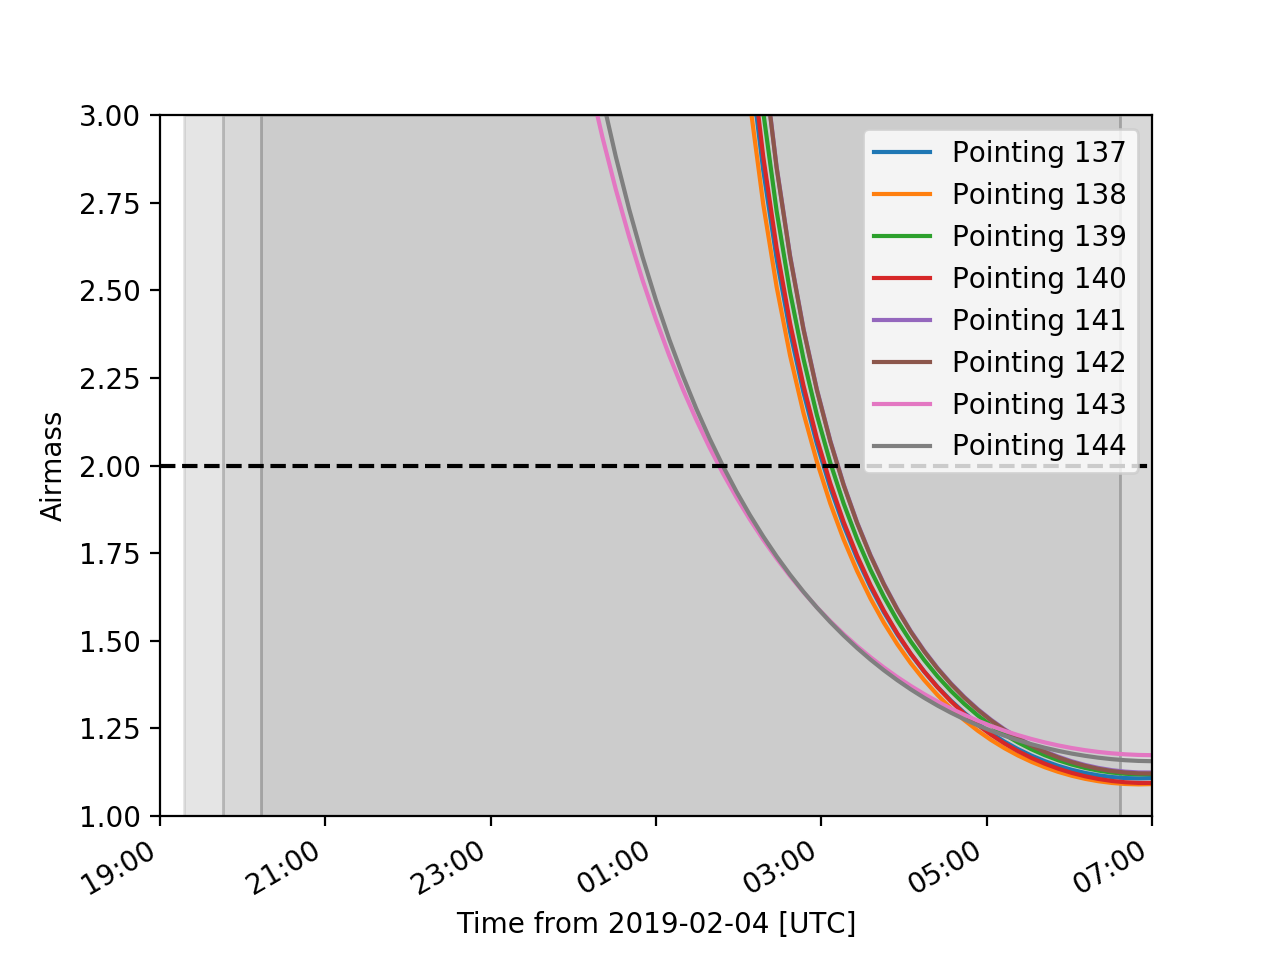 3.00
2.75
2.50
2.25
2.00
1.75
1.50
1.25
1.00
Airmass
Pointing 137
Pointing 138
Pointing 139
Pointing 140
Pointing 141
Pointing 142
Pointing 143
Pointing 144
19:00
21:00
23:00
01:00
03:00
05:00
07:00
Time from 2019-02-04 [UTC]